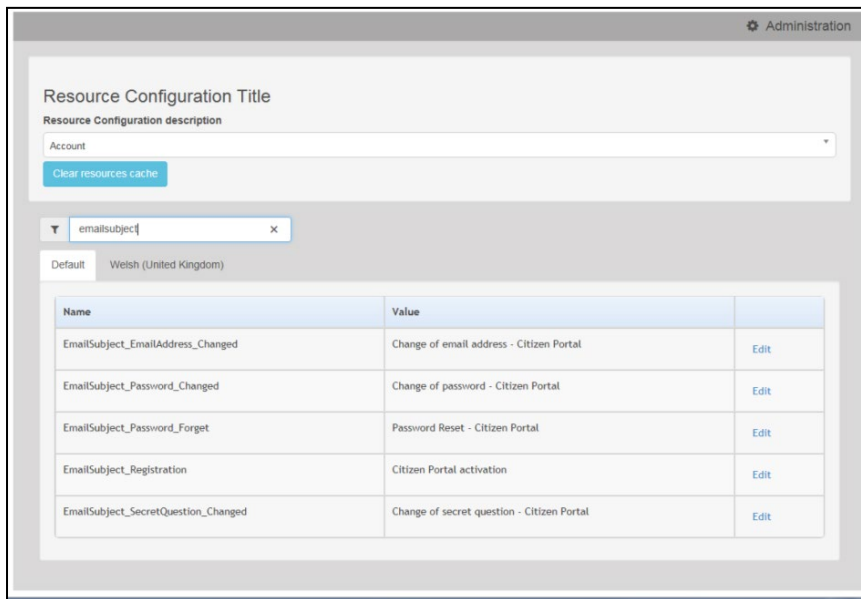 Administration
Resource Configuration Title
Resource Configuration description
Account
Clear resources cache
emailsubject
Default Welsh (United Kingdom)
Name Value
EmailSubject_EmailAddress_Changed Change of email address - Citizen Portal Edit
EmailSubject_Password_Changed Change of password - Citizen Portal Edit
EmailSubject_Password_Forget Password Reset - Citizen Portal Edit
EmailSubject_Registration Citizen Portal activation Edit
EmailSubject_SecretQuestion_Changed Change of secret question - Citizen Portal Edit